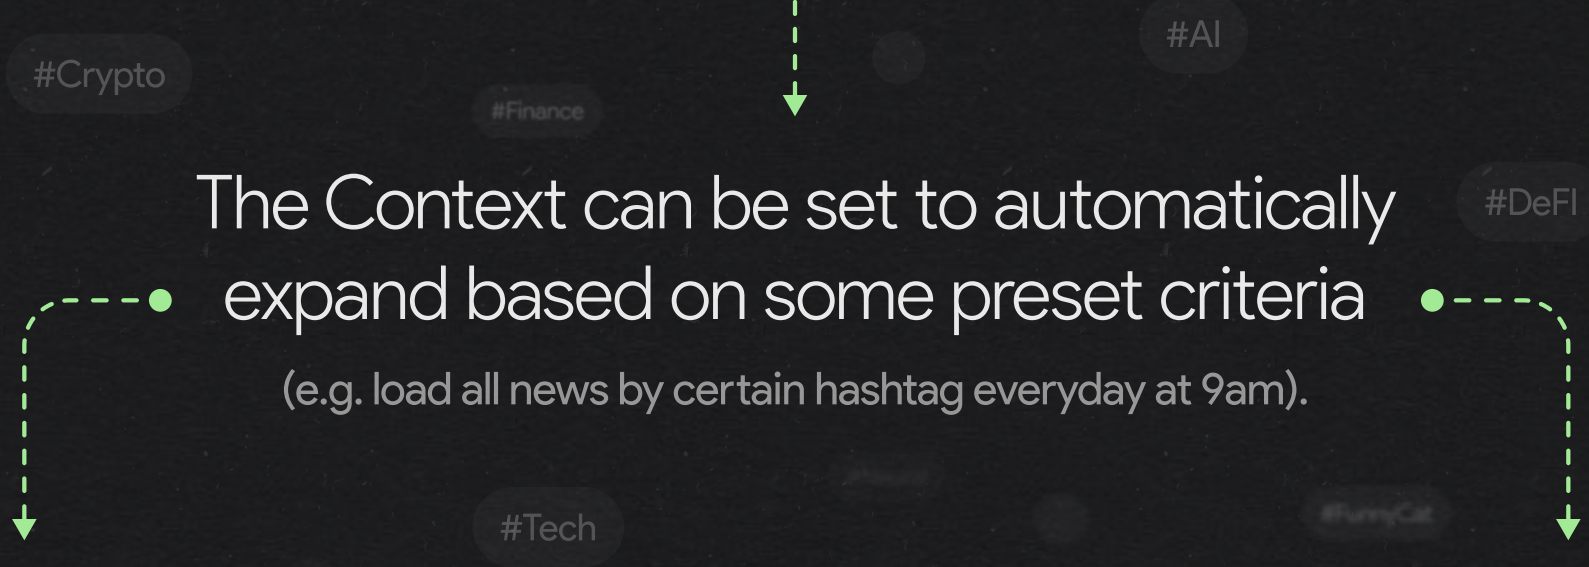 #AI
#Crypto
#Finance
The Context can be set to automatically
#DeFI
expand based on some preset criteria
(e.g. load all news by certain hashtag everyday at 9am).
#FunnyCat
#Tech